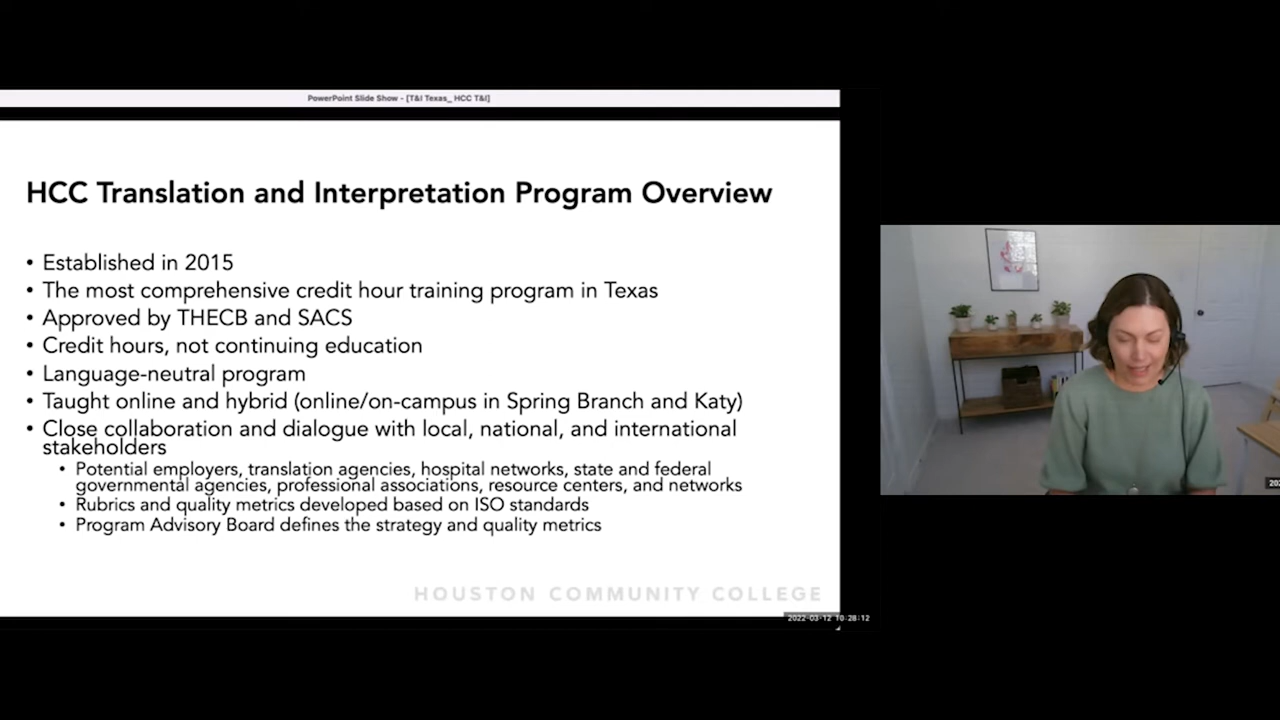 PowerPoint Slide Show - [T&I Texas_ HCC T&I]
HCC Translation and Interpretation Program Overview
• Established in 2015
• The most comprehensive credit hour training program in Texas
• Approved by THECB and SACS
• Credit hours, not continuing education
• Language-neutral program
• Taught online and hybrid (online/on-campus in Spring Branch and Katy)
• Close collaboration and dialogue with local, national, and international
stakeholders
• Potential employers, translation agencies, hospital networks, state and federal
governmental agencies, professional associations, resource centers, and networks
• Rubrics and quality metrics developed based on ISO standards
• Program Advisory Board defines the strategy and quality metrics
HOUSTON COMMUNITY COLLEGE
2022-03-12 10:28:12
202